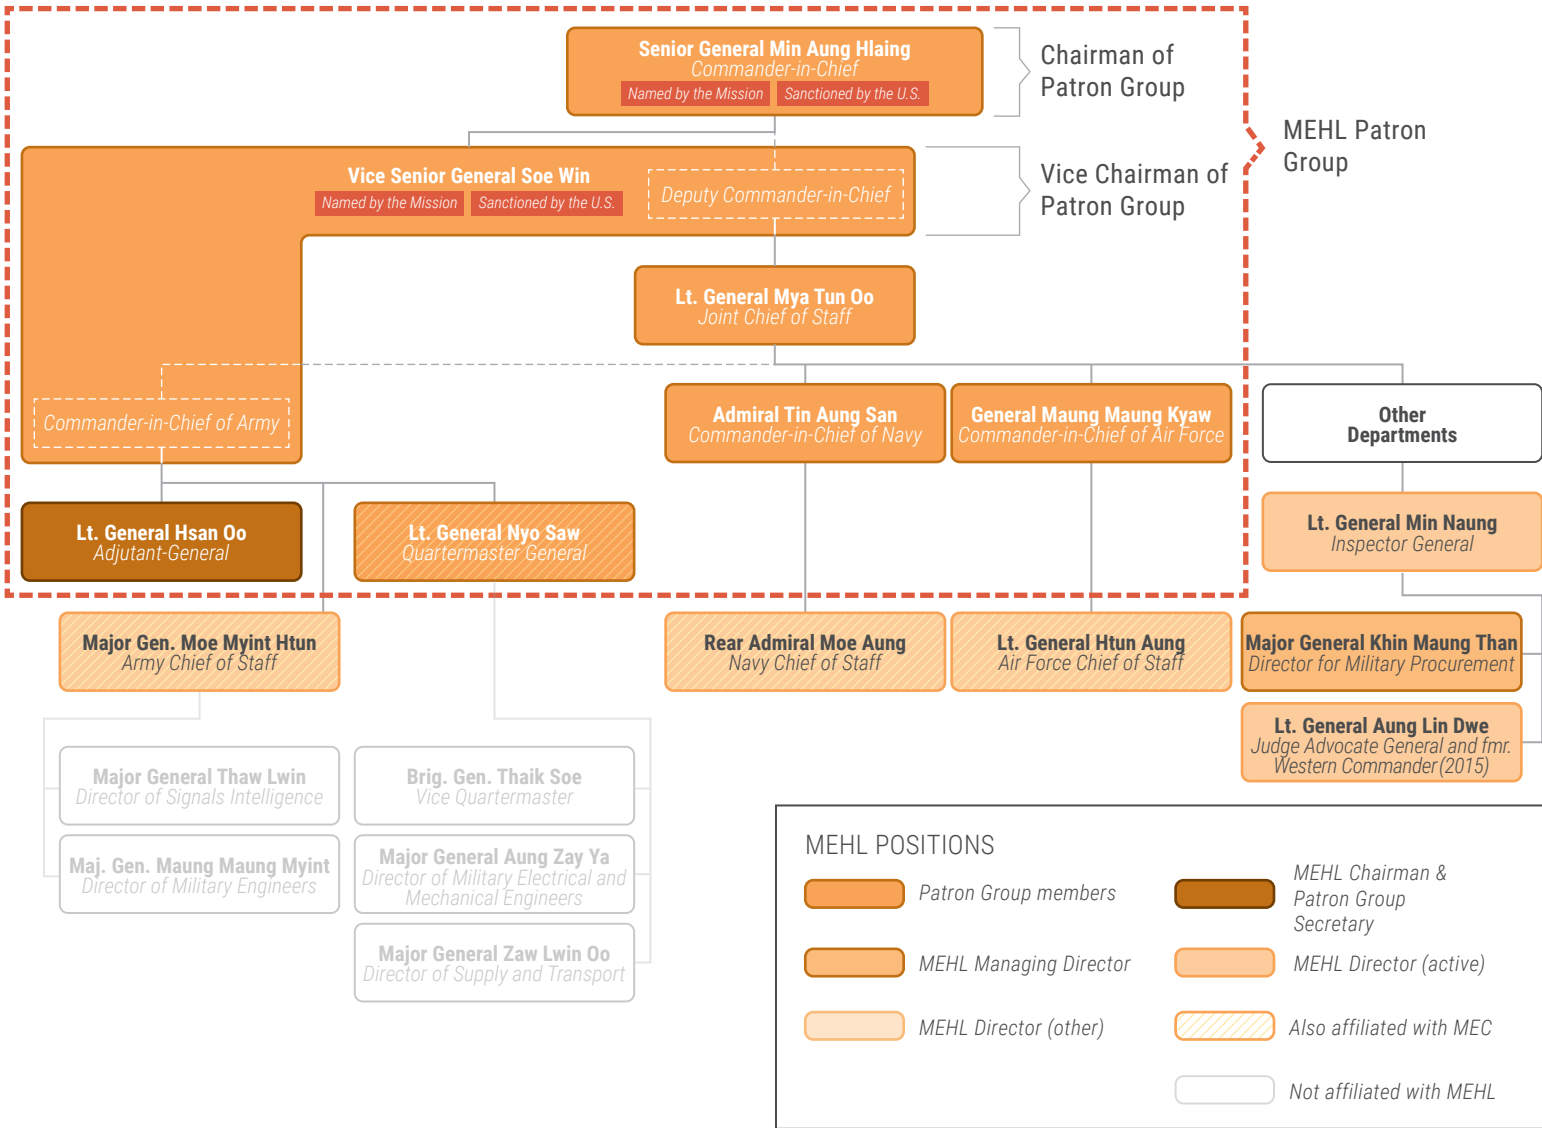 Senior General Min Aung Hlaing
Commander-in-Chief
Named by the Mission
Sanctioned by the U.S.
Chairman of
Patron Group
MEHL Patron
Group
Vice Senior General Soe Win
Named by the Mission
Sanctioned by the U.S.
Deputy Commander-in-Chief
Vice Chairman of
Patron Group
Lt. General Mya Tun Oo
Joint Chief of Staff
Commander-in-Chief of Army
Admiral Tin Aung San
Commander-in-Chief of Navy
General Maung Maung Kyaw
Commander-in-Chief of Air Force
Other
Departments
Lt. General Hsan Oo
Adjutant-General
Lt. General Nyo Saw
Quartermaster General
Lt. General Min Naung
Inspector General
Major Gen. Moe Myint Htun
Army Chief of Staff
Rear Admiral Moe Aung
Navy Chief of Staff
Lt. General Htun Aung
Air Force Chief of Staff
Major General Khin Maung Than
Director for Military Procurement
Lt. General Aung Lin Dwe
Judge Advocate General and fmr.
Western Commander (2015)
Major General Thaw Lwin
Director of Signals Intelligence
Brig. Gen. Thaik Soe
Vice Quartermaster
Maj. Gen. Maung Maung Myint
Director of Military Engineers
Major General Aung Zay Ya
Director of Military Electrical and
Mechanical Engineers
Major General Zaw Lwin Oo
Director of Supply and Transport
MEHL POSITIONS
Patron Group members
MEHL Chairman &
Patron Group
Secretary
MEHL Managing Director
MEHL Director (active)
MEHL Director (other)
Also affiliated with MEC
Not affiliated with MEHL